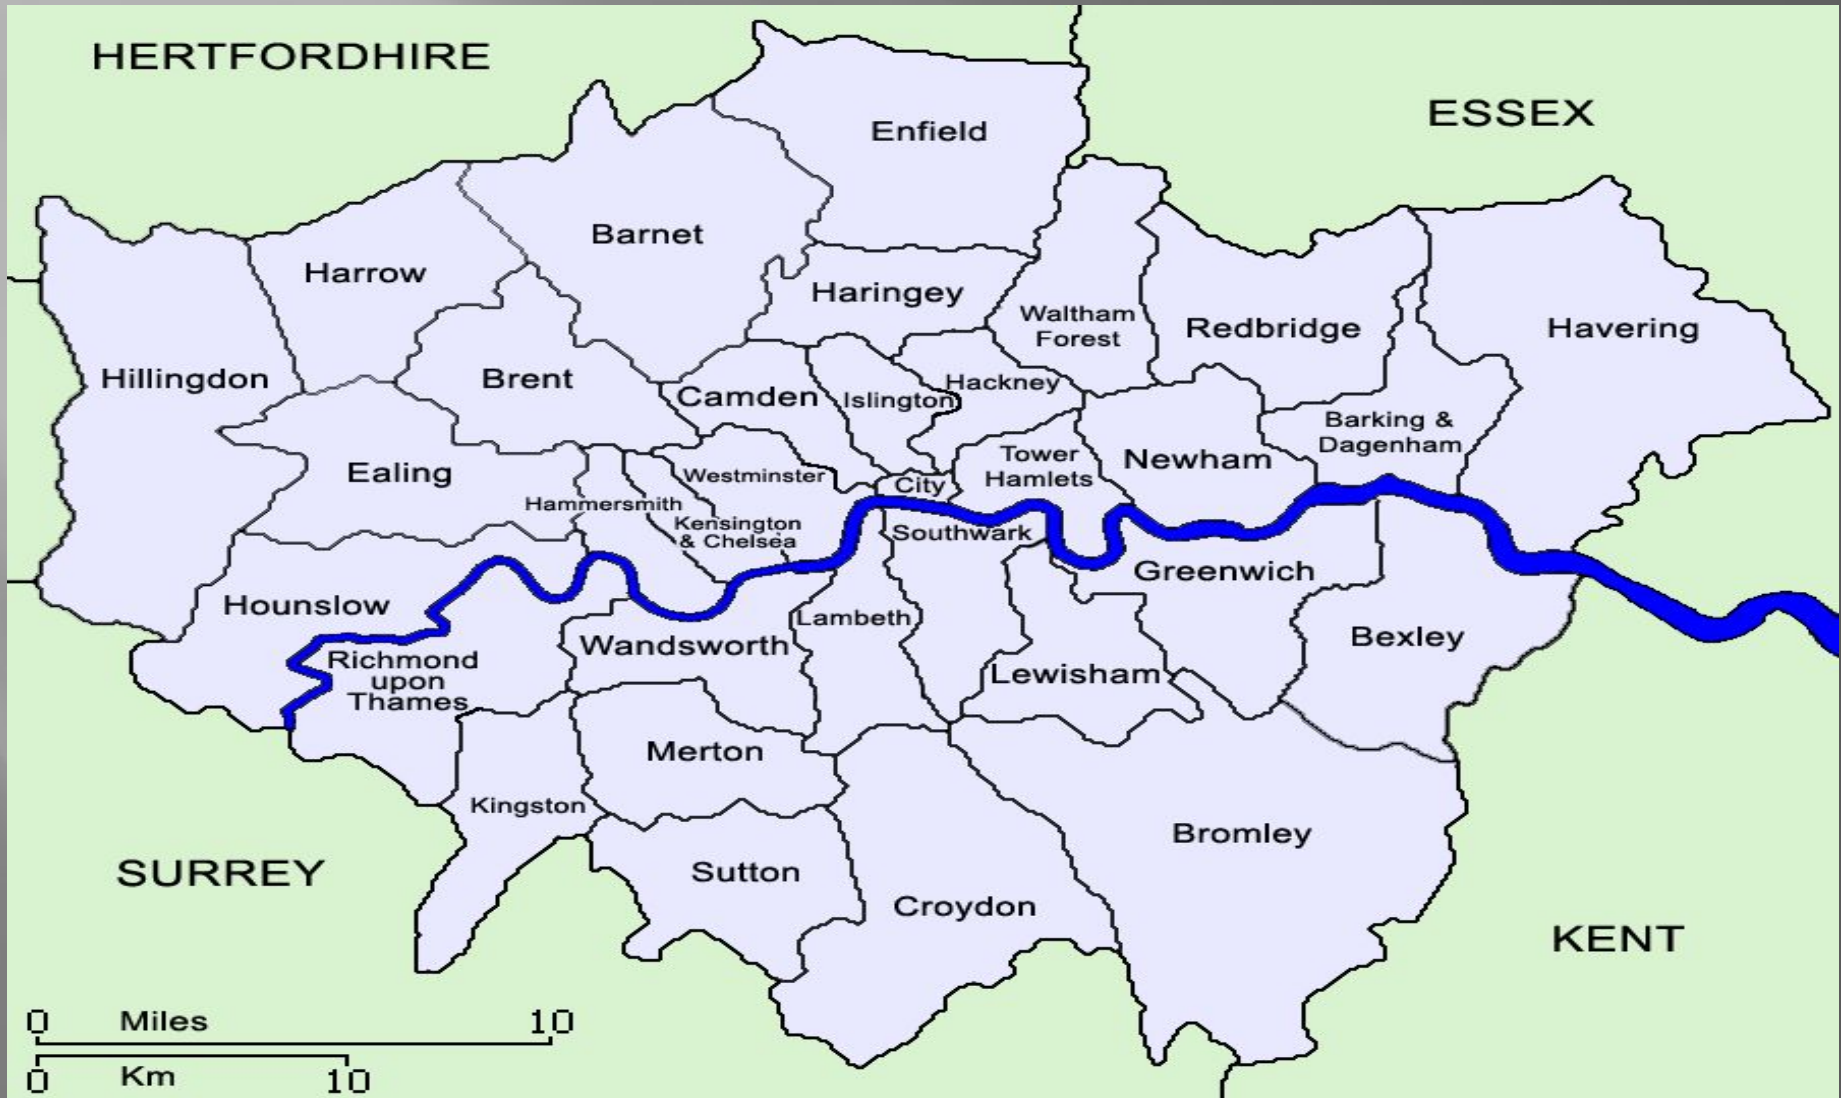 HERTFORDHIRE
ESSEX
Enfield
Barnet
Harrow
Haringey
Waltham
Forest
Redbridge
Havering
Hillingdon
Brent
Camden
Islington
Hackney
Barking &
Dagenham
Ealing
Westminster
City
Tower
Hamlets
Newham
Hammersmith
Kensington
& Chelsea
Southwark
Greenwich
Hounslow
Richmond
upon
Thames
Wandsworth
Lambeth
Lewisham
Bexley
Merton
Kingston
Bromley
SURREY
Sutton
Croydon
KENT
0 Miles 10
0 Km 10